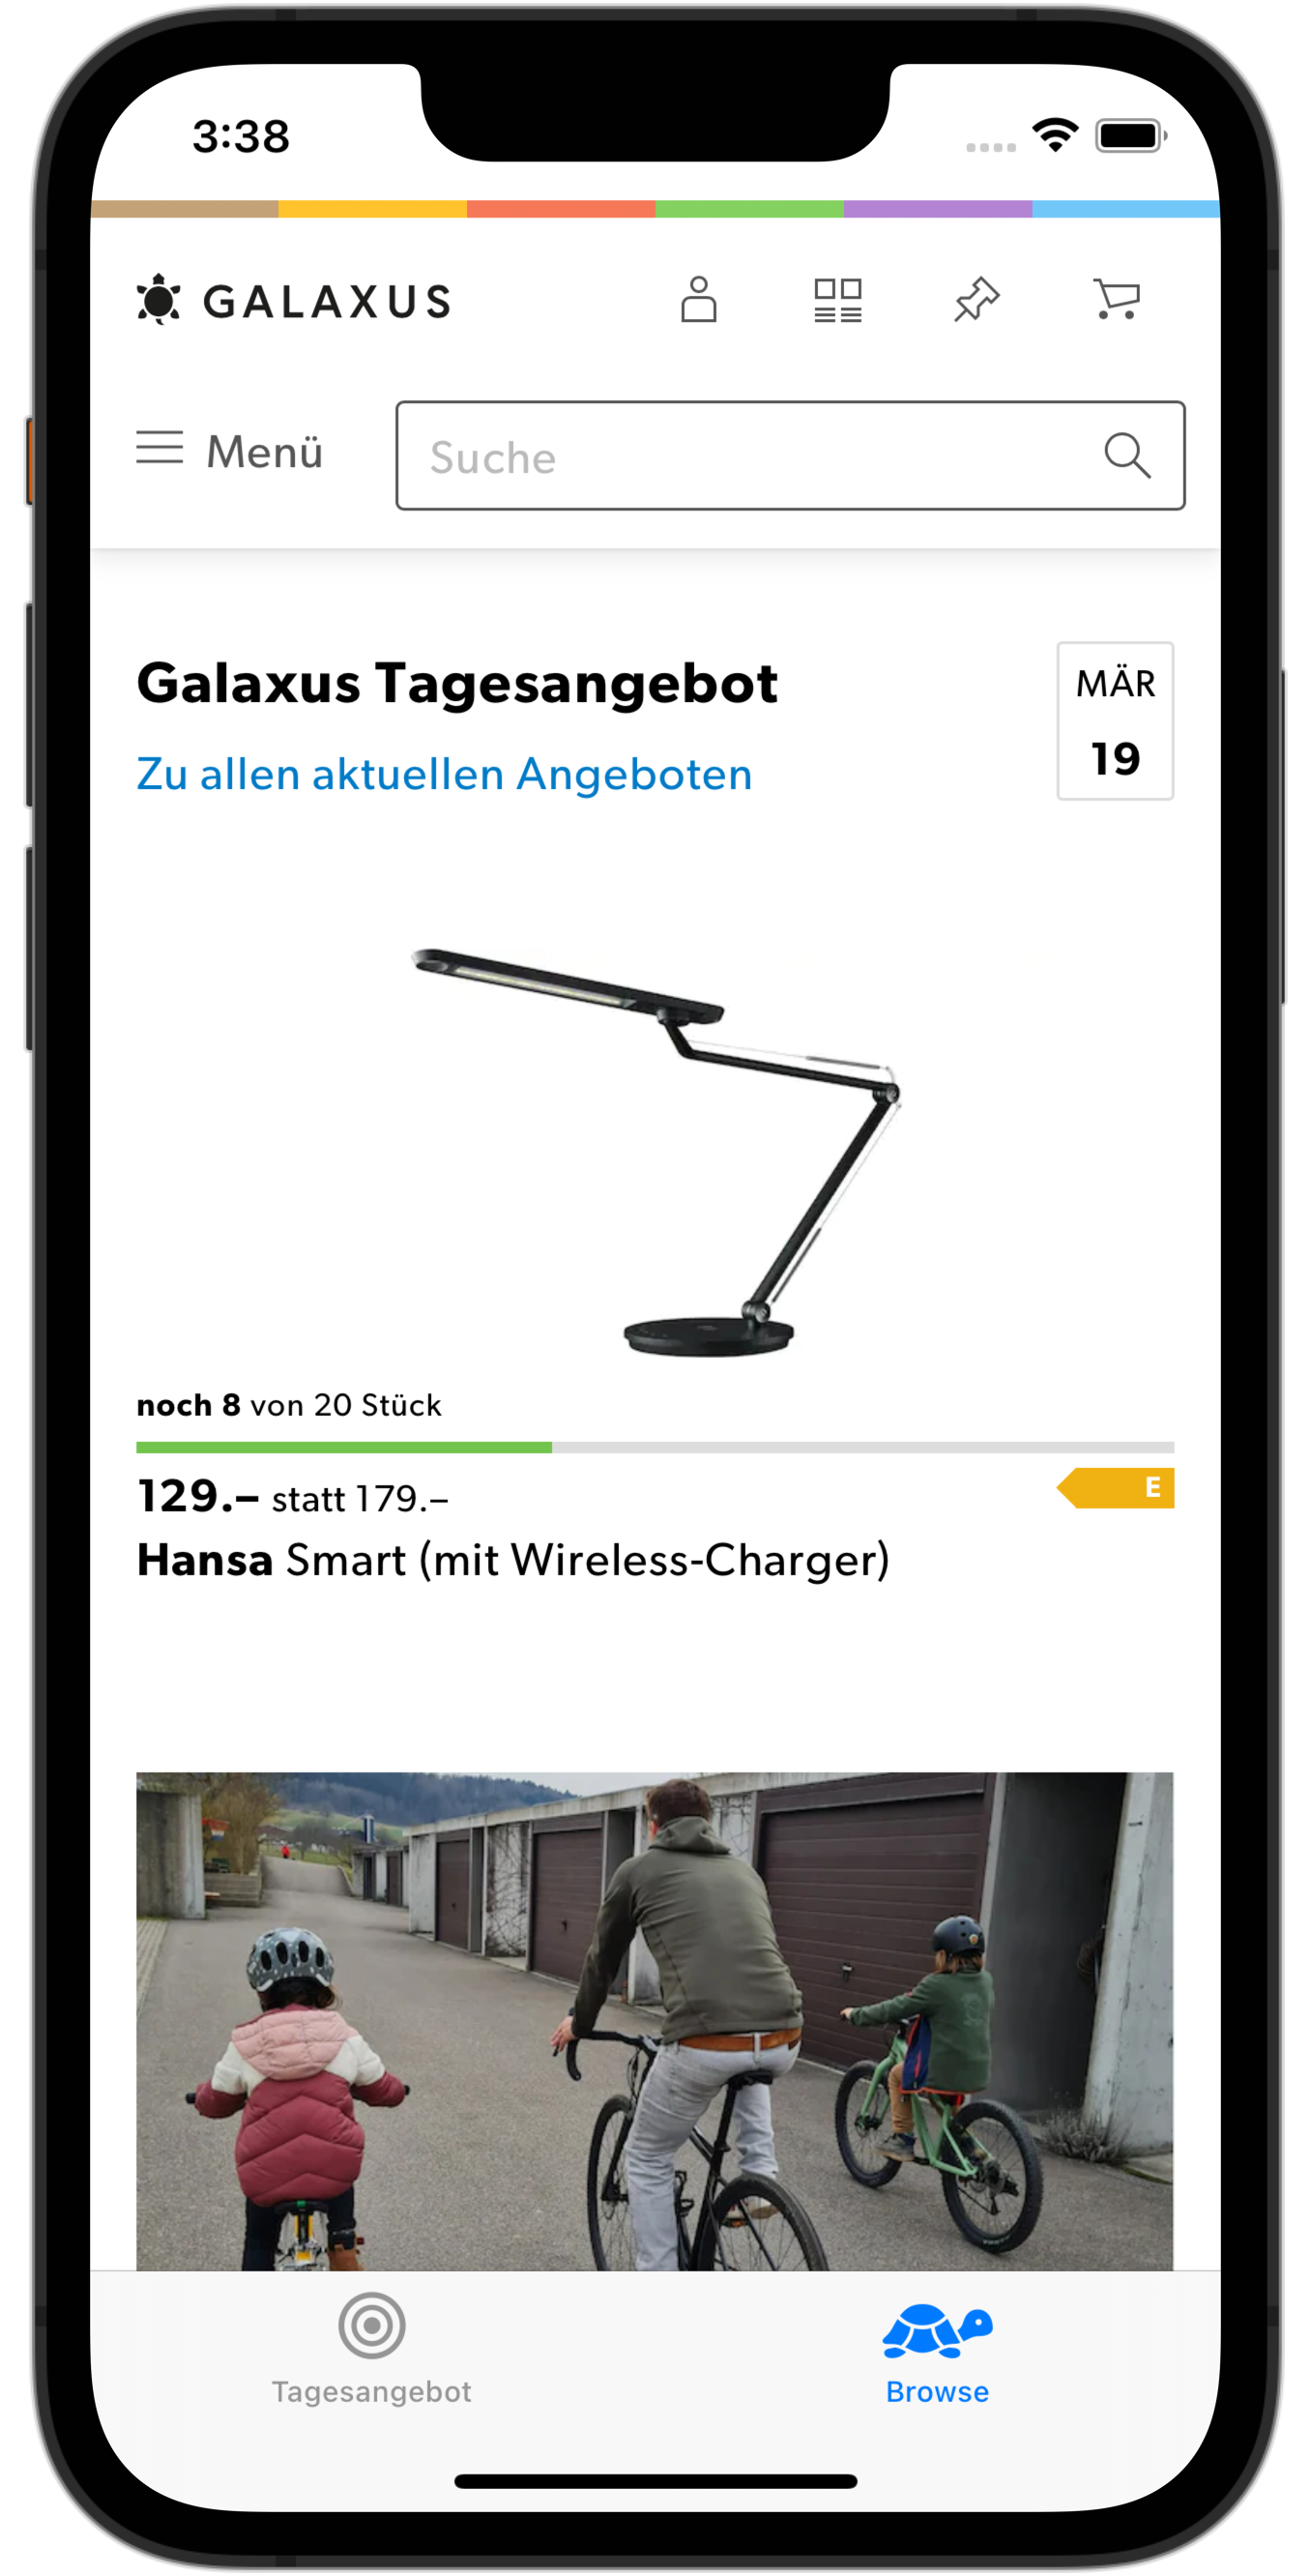 3:38
GALAXUS
Menü
Suche
Galaxus Tagesangebot
MÄR
19
Zu allen aktuellen Angeboten
noch 8 von 20 Stück
129.– statt 179.–
E
Hansa Smart (mit Wireless-Charger)
Tagesangebot
Browse